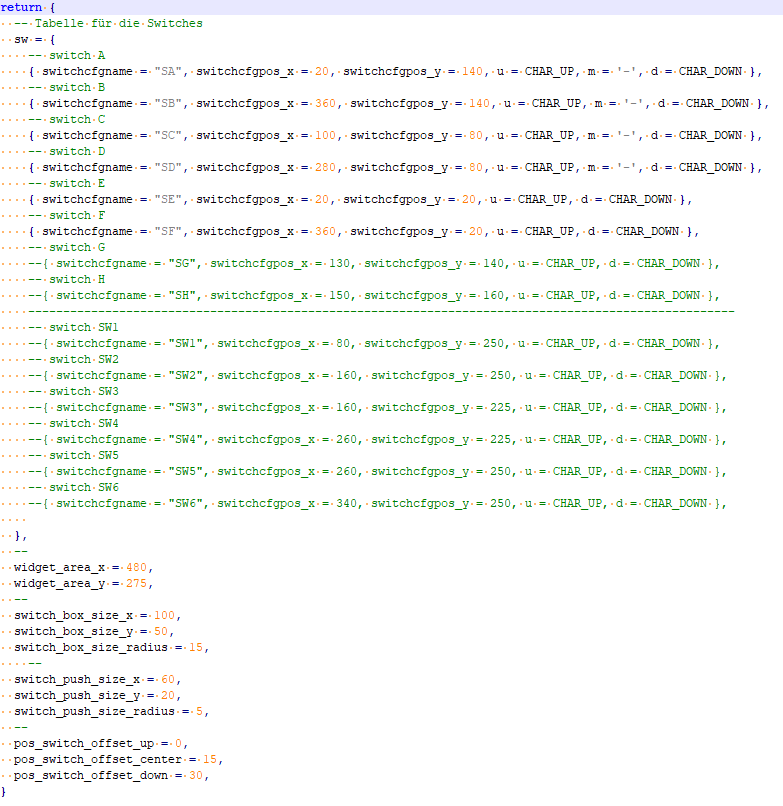 return {
  -- Tabelle für die Switches
  sw = {
    -- switch A
    { switchcfgname = "SA", switchcfgpos_x = 20, switchcfgpos_y = 140, u = CHAR_UP, m = '-', d = CHAR_DOWN },
    -- switch B
    { switchcfgname = "SB", switchcfgpos_x = 360, switchcfgpos_y = 140, u = CHAR_UP, m = '-', d = CHAR_DOWN },
    -- switch C
    { switchcfgname = "SC", switchcfgpos_x = 100, switchcfgpos_y = 80, u = CHAR_UP, m = '-', d = CHAR_DOWN },
    -- switch D
    { switchcfgname = "SD", switchcfgpos_x = 280, switchcfgpos_y = 80, u = CHAR_UP, m = '-', d = CHAR_DOWN },
    -- switch E
    { switchcfgname = "SE", switchcfgpos_x = 20, switchcfgpos_y = 20, u = CHAR_UP, d = CHAR_DOWN },
    -- switch F
    { switchcfgname = "SF", switchcfgpos_x = 360, switchcfgpos_y = 20, u = CHAR_UP, d = CHAR_DOWN },
    -- switch G
    --{ switchcfgname = "SG", switchcfgpos_x = 130, switchcfgpos_y = 140, u = CHAR_UP, d = CHAR_DOWN },
    -- switch H
    --{ switchcfgname = "SH", switchcfgpos_x = 150, switchcfgpos_y = 160, u = CHAR_UP, d = CHAR_DOWN },
    -----------------------------------------------------------------------------------------------------
    -- switch SW1
    --{ switchcfgname = "SW1", switchcfgpos_x = 80, switchcfgpos_y = 250, u = CHAR_UP, d = CHAR_DOWN },
    -- switch SW2
    --{ switchcfgname = "SW2", switchcfgpos_x = 160, switchcfgpos_y = 250, u = CHAR_UP, d = CHAR_DOWN },
    -- switch SW3
    --{ switchcfgname = "SW3", switchcfgpos_x = 160, switchcfgpos_y = 225, u = CHAR_UP, d = CHAR_DOWN },
    -- switch SW4
    --{ switchcfgname = "SW4", switchcfgpos_x = 260, switchcfgpos_y = 225, u = CHAR_UP, d = CHAR_DOWN },
    -- switch SW5
    --{ switchcfgname = "SW5", switchcfgpos_x = 260, switchcfgpos_y = 250, u = CHAR_UP, d = CHAR_DOWN },
    -- switch SW6
    --{ switchcfgname = "SW6", switchcfgpos_x = 340, switchcfgpos_y = 250, u = CHAR_UP, d = CHAR_DOWN },

  },
  --
  widget_area_x = 480,
  widget_area_y = 275,
  --
  switch_box_size_x = 100,
  switch_box_size_y = 50,
  switch_box_size_radius = 15,
    --
  switch_push_size_x = 60,
  switch_push_size_y = 20,
  switch_push_size_radius = 5,
  --
  pos_switch_offset_up = 0,
  pos_switch_offset_center = 15,
  pos_switch_offset_down = 30,
}